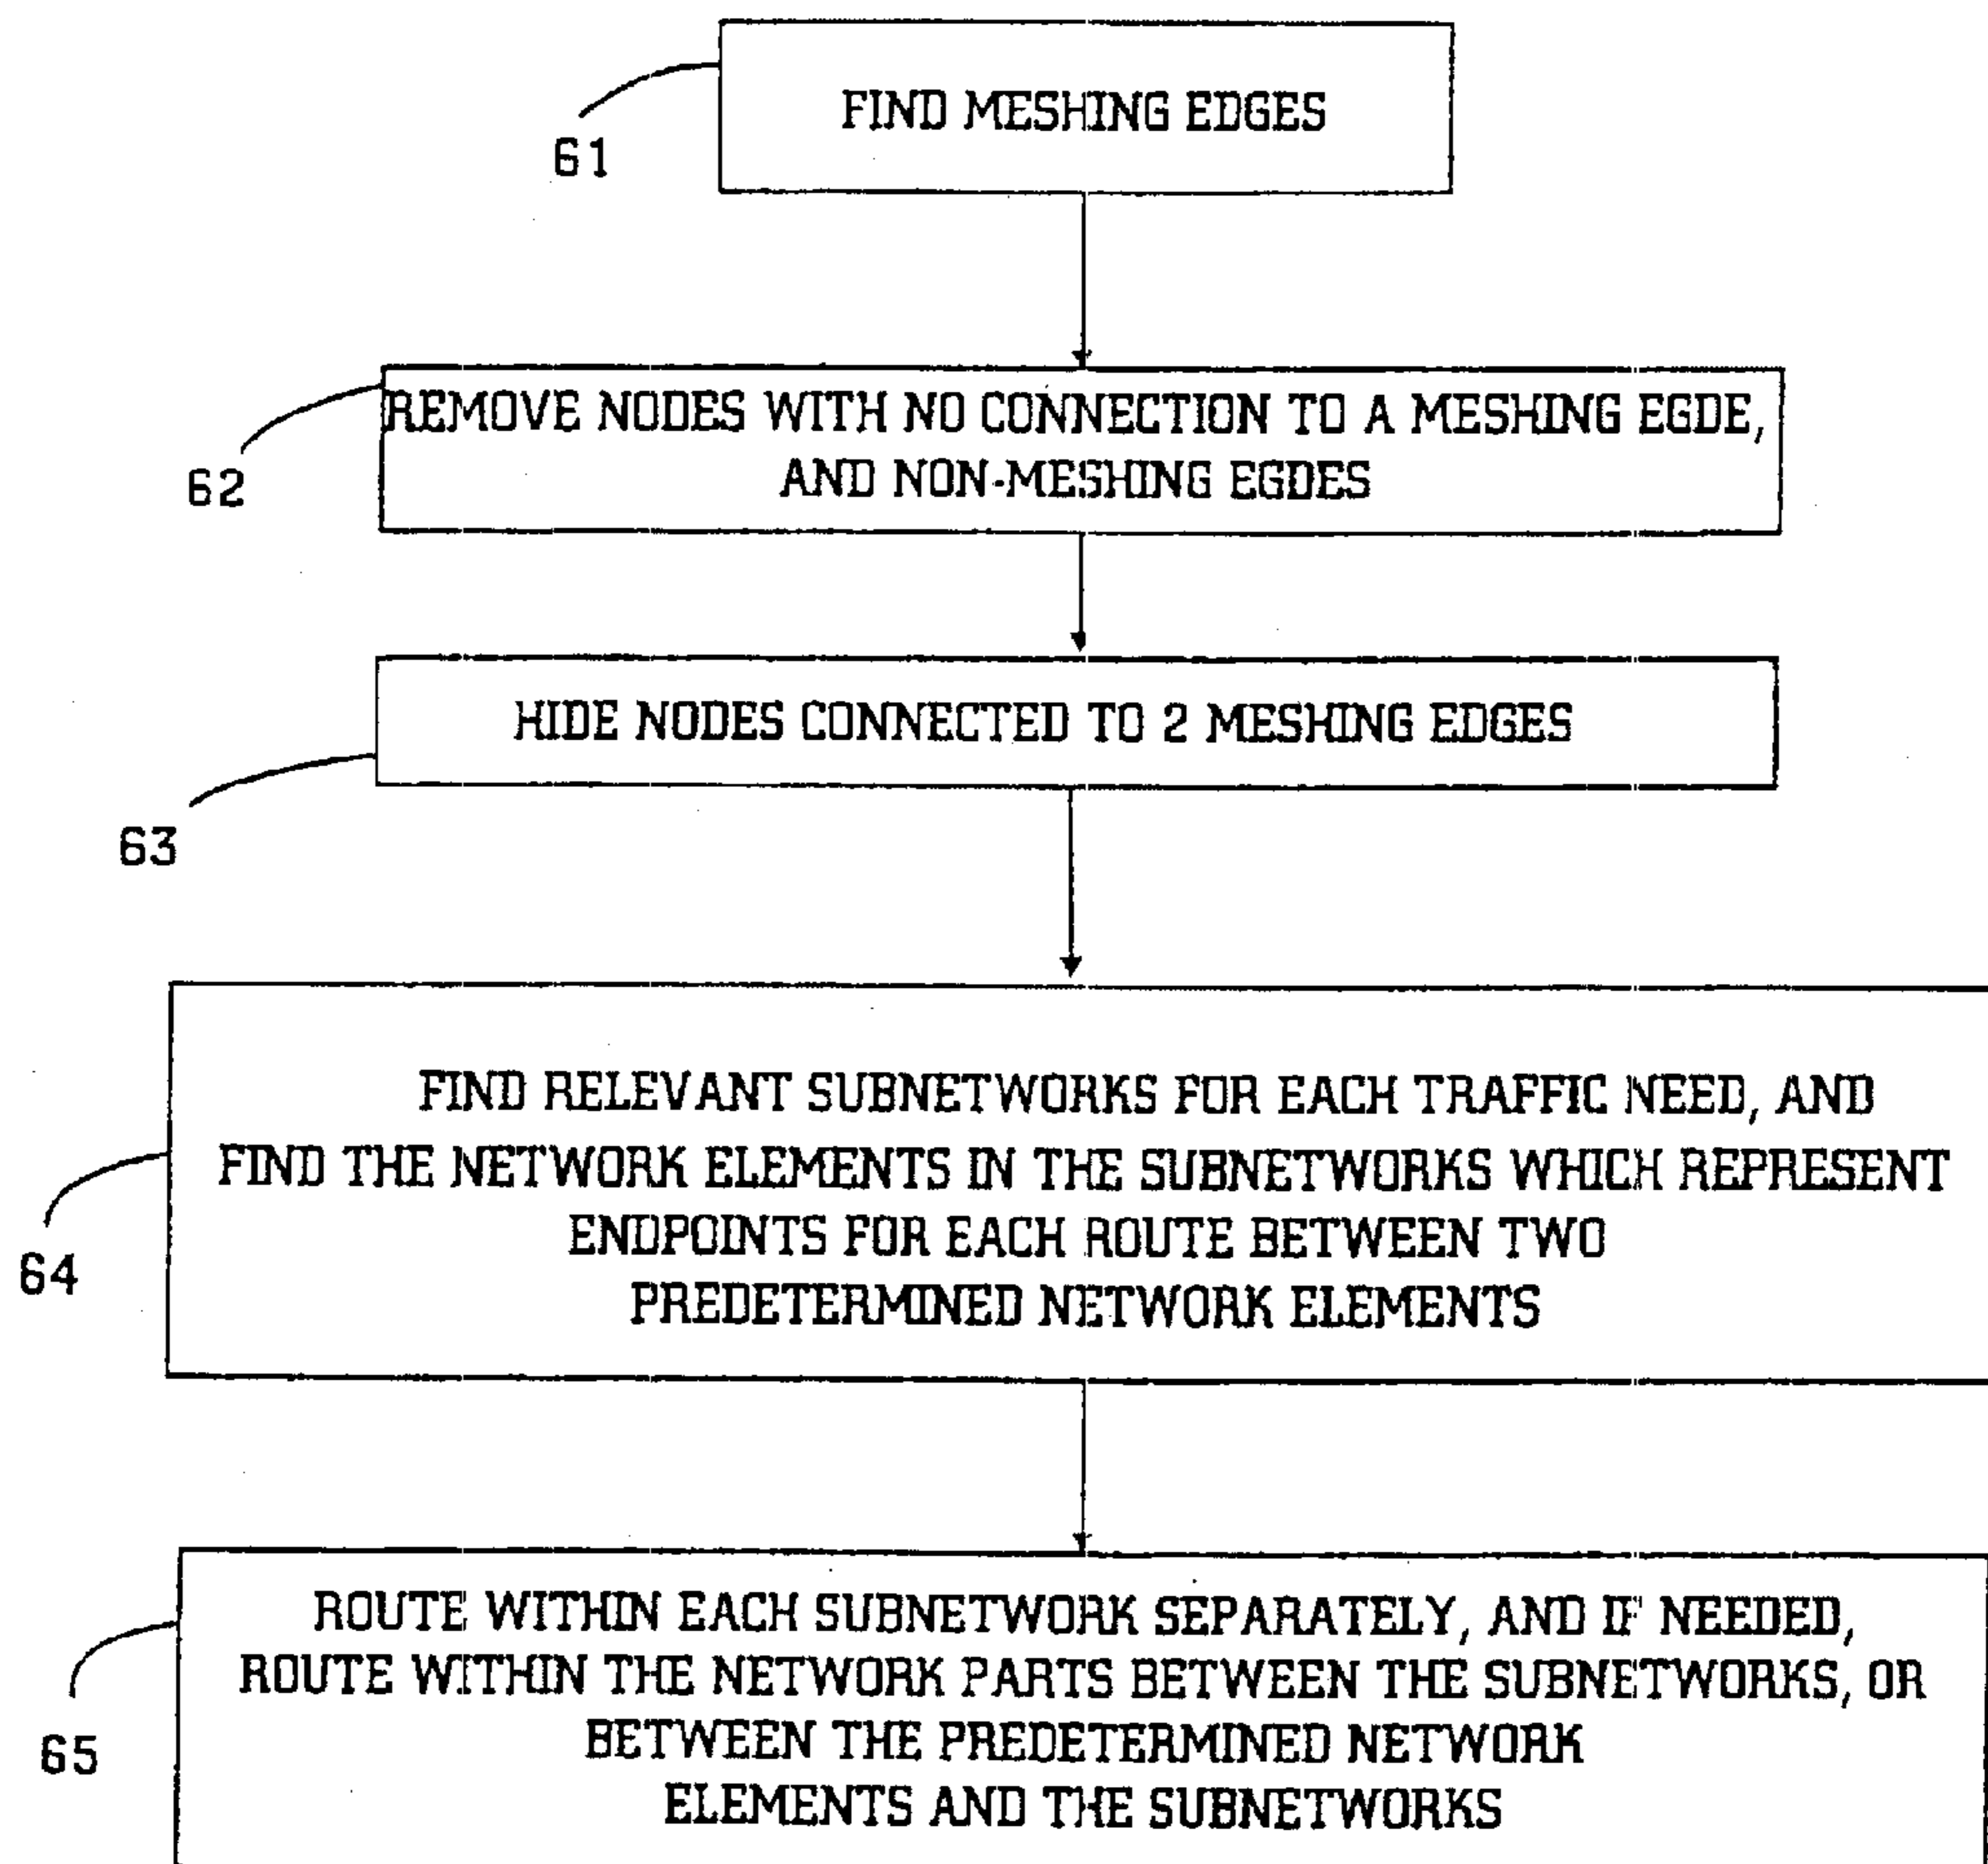 FIND MESHING EDGES
61
REMOVE NODES WITH NO CONNECTION TO A MESHING EGDE,
AND NON-MESHING EGDES
62
HIDE NODES CONNECTED TO 2 MESHING EDGES
63
FIND RELEVANT SUBNETWORKS FOR EACH TRAFFIC NEED, AND
FIND THE NETWORK ELEMENTS IN THE SUBNETWORKS WHICH REPRESENT
ENDPOINTS FOR EACH ROUTE BETWEEN TWO
PREDETERMINED NETWORK ELEMENTS
64
ROUTE WITHIN EACH SUBNETWORK SEPARATELY, AND IF NEEDED,
ROUTE WITHIN THE NETWORK PARTS BETWEEN THE SUBNETWORKS, OR
BETWEEN THE PREDETERMINED NETWORK
ELEMENTS AND THE SUBNETWORKS
65